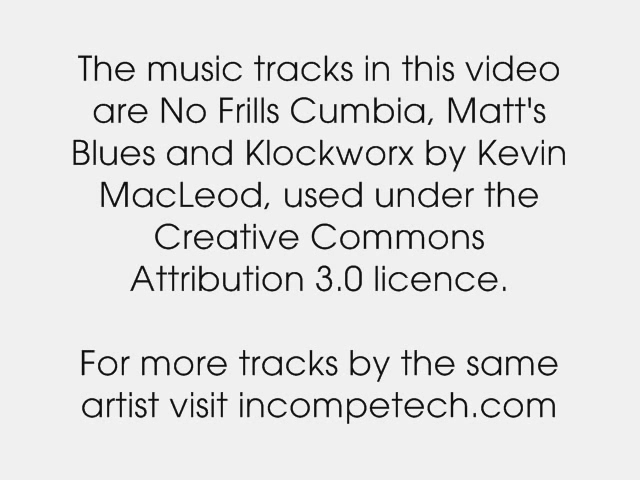 The music tracks in this video
are No Frills Cumbia, Matt's
Blues and Klockworx by Kevin
MacLeod, used under the
Creative Commons
Attribution 3.0 licence.
For more tracks by the same
artist visit incompetech.com